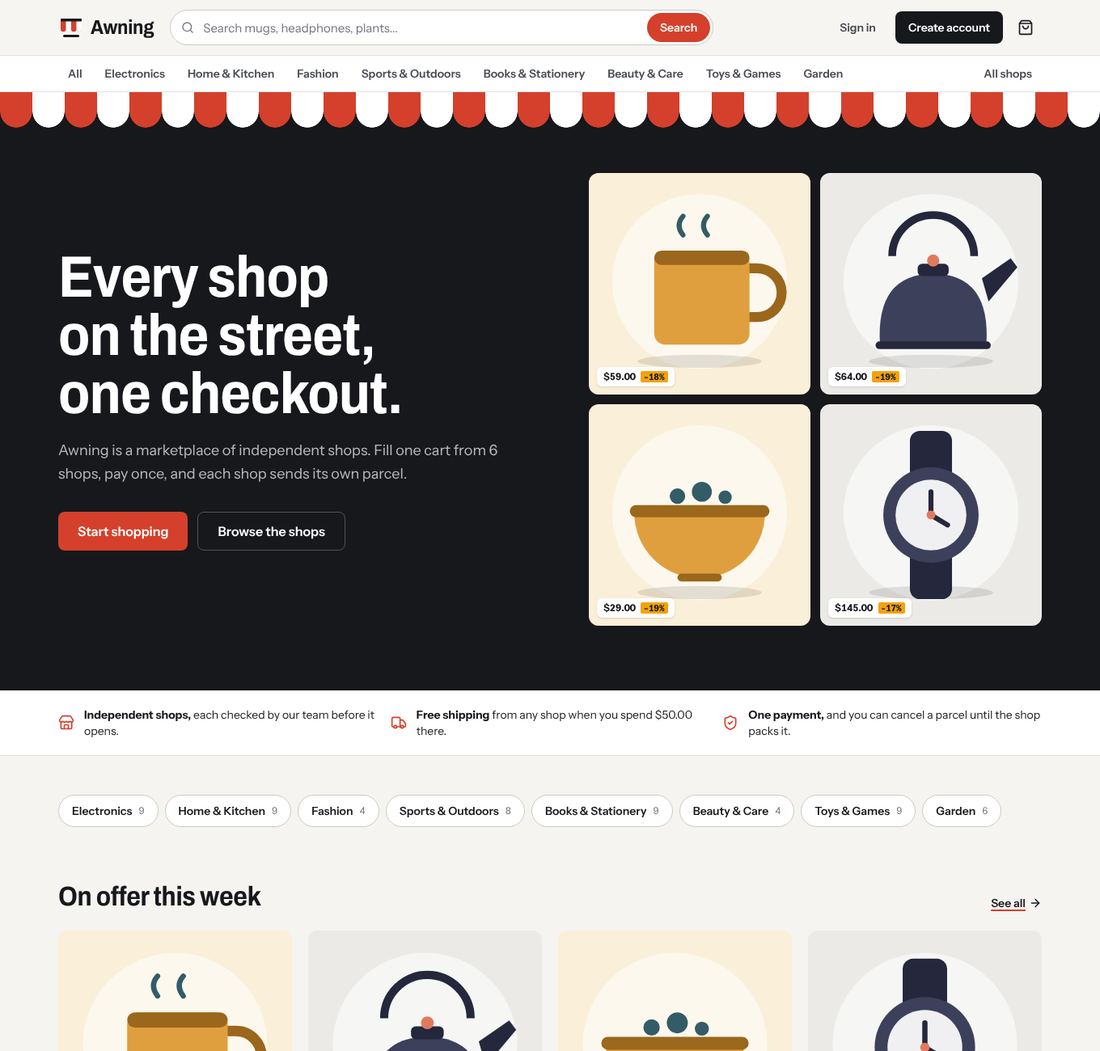 Awning
Search mugs, headphones, plants...
Search
Sign in
Create account
All
Electronics
Home & Kitchen
Fashion
Sports & Outdoors
Books & Stationery
Beauty & Care
Toys & Games
Garden
All shops
Every shop
on the street,
one checkout.
Awning is a marketplace of independent shops. Fill one cart from 6
shops, pay once, and each shop sends its own parcel.
Start shopping
Browse the shops
$59.00 -18%
$64.00 -19%
$29.00 -19%
$145.00 -17%
Independent shops, each checked by our team before it
opens.
Free shipping from any shop when you spend $50.00
there.
One payment, and you can cancel a parcel until the shop
packs it.
Electronics 9
Home & Kitchen 9
Fashion 4
Sports & Outdoors 8
Books & Stationery 9
Beauty & Care 4
Toys & Games 9
Garden 6
On offer this week
See all